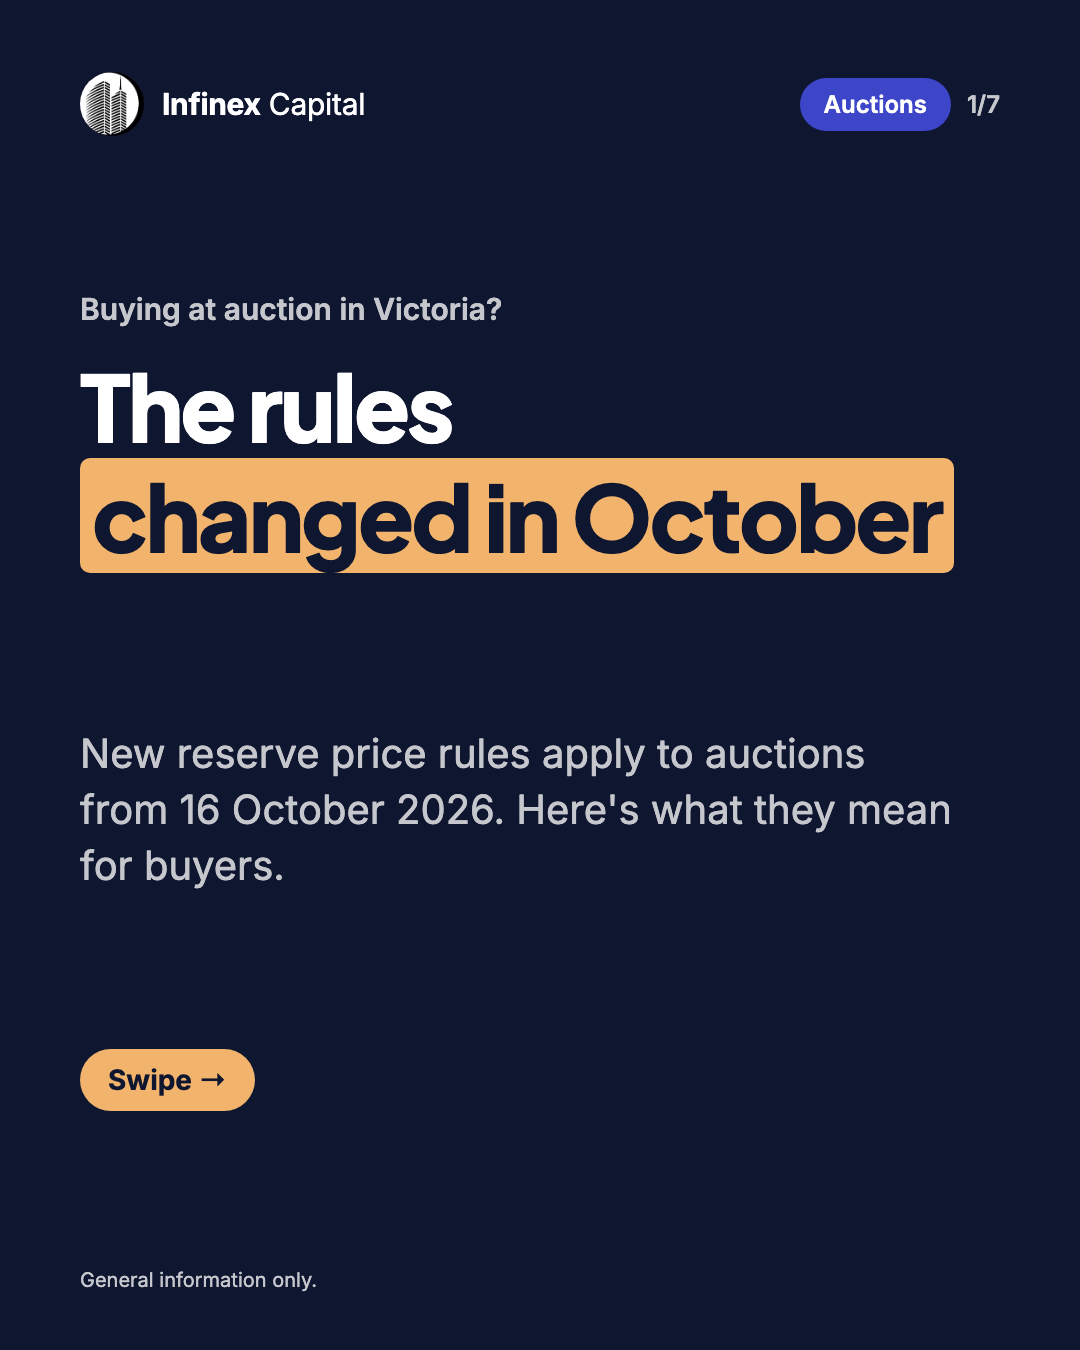 Infinex Capital
Auctions 1/7
Buying at auction in Victoria?
The rules
changed in October
New reserve price rules apply to auctions
from 16 October 2026. Here's what they mean
for buyers.
Swipe →
General information only.